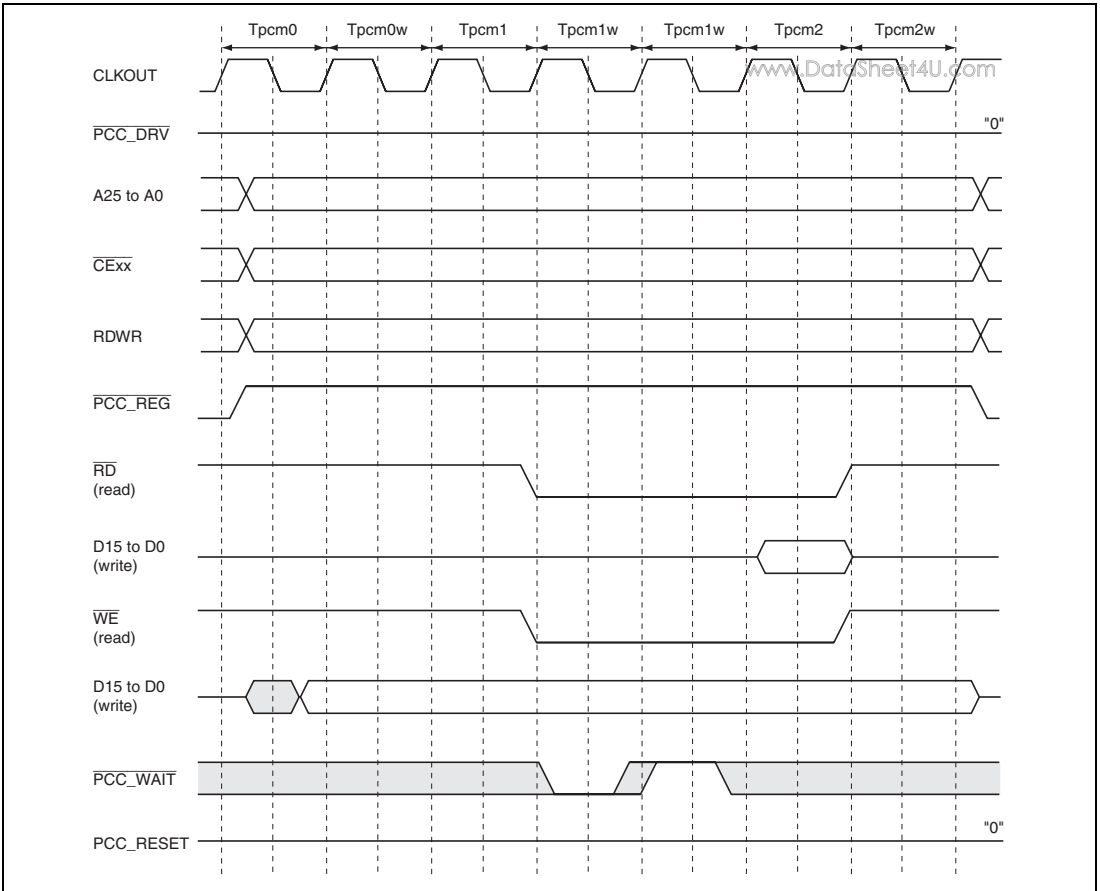 Tpcm0 Tpcm0w Tpcm1 Tpcm1w Tpcm1w Tpcm2 Tpcm2w
CLKOUT
www.DataSheet4U.com
PCC_DRV
"0"
A25 to A0
CExx
RDWR
PCC_REG
RD
(read)
D15 to D0
(write)
WE
(read)
D15 to D0
(write)
PCC_WAIT
PCC_RESET
"0"